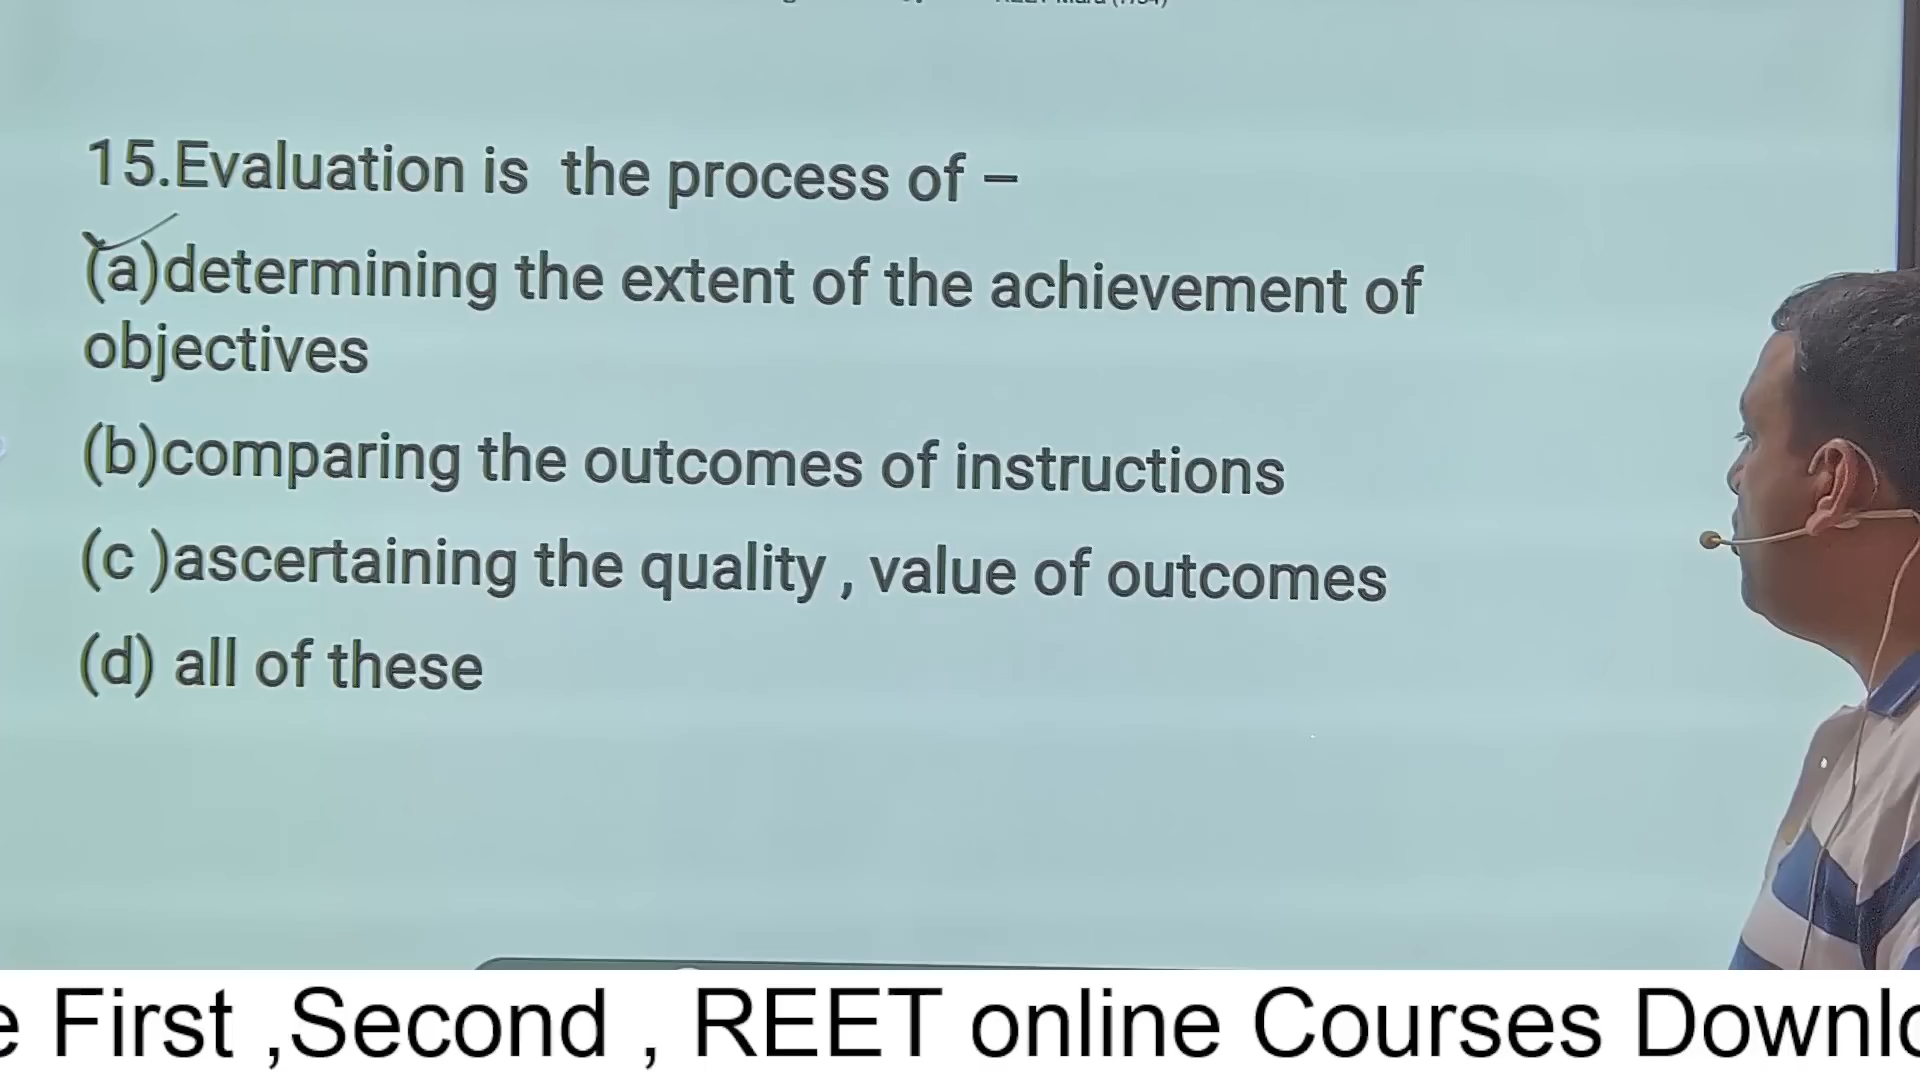 15.Evaluation is the process of –
(a)determining the extent of the achievement of
objectives
(b)comparing the outcomes of instructions
(c )ascertaining the quality , value of outcomes
(d) all of these
First ,Second , REET online Courses